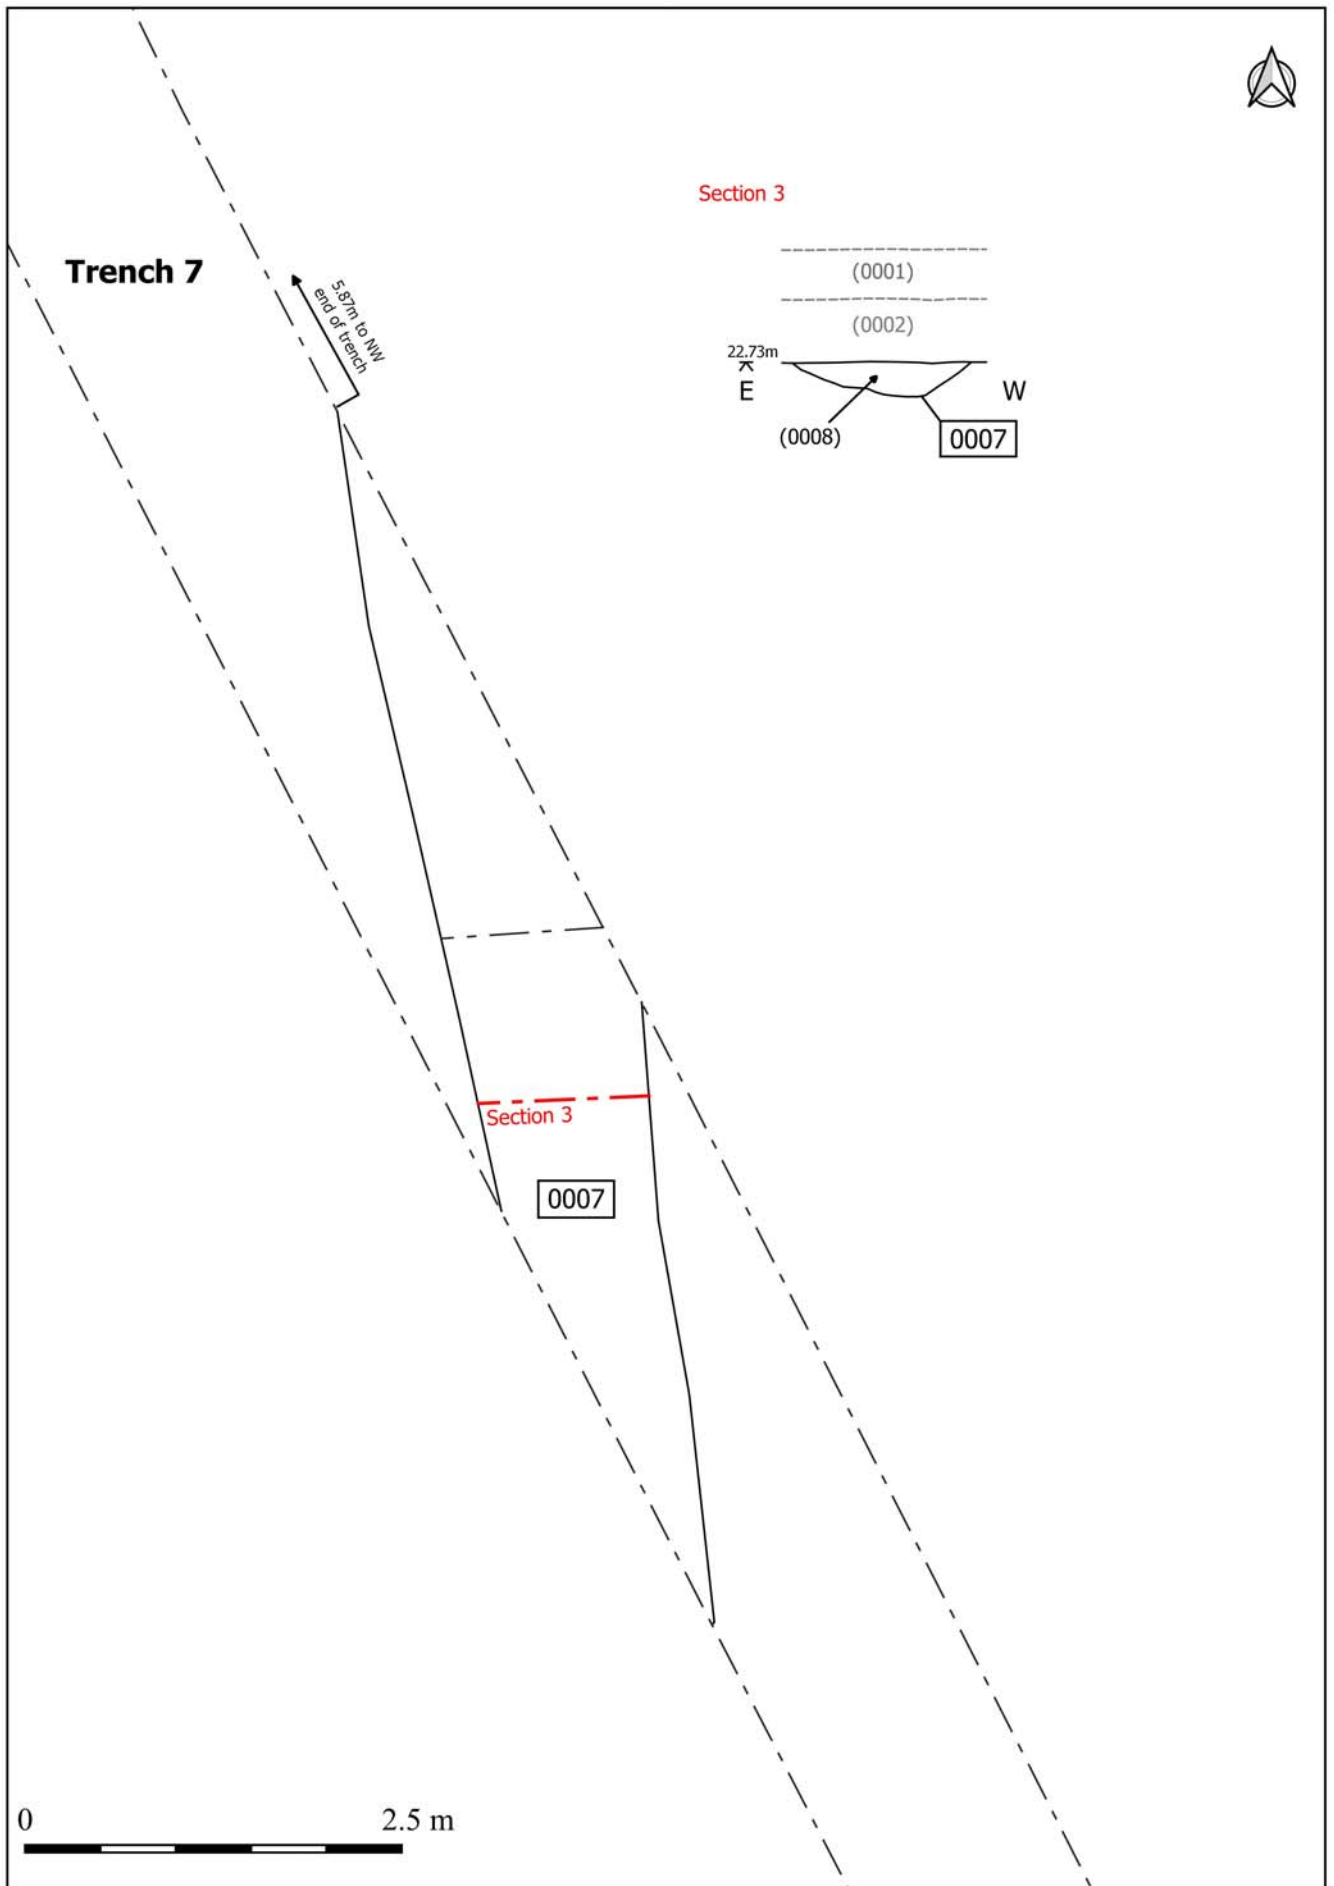 Section 3
Trench 7
(0001)
5.87m to NW
end of trench
(0002)
22.73m
E
W
(0008)
0007
Section 3
0007
0
2.5 m